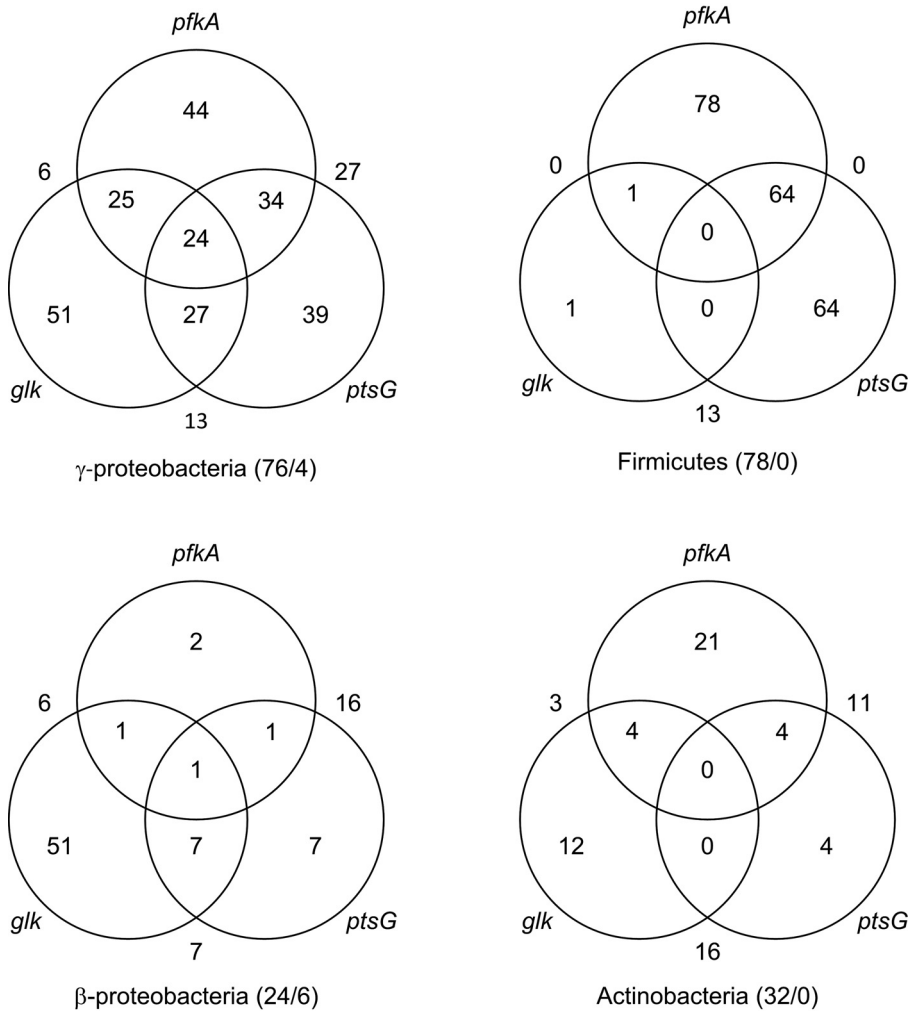 pfkA
44
6
27
25
34
24
51
27
39
glk
ptsG
13
γ-proteobacteria (76/4)
pfkA
78
0
0
1
64
0
1
0
64
glk
ptsG
13
Firmicutes (78/0)
pfkA
2
6
16
1
1
1
51
7
7
glk
ptsG
7
β-proteobacteria (24/6)
pfkA
21
3
11
4
4
0
12
0
4
glk
ptsG
16
Actinobacteria (32/0)